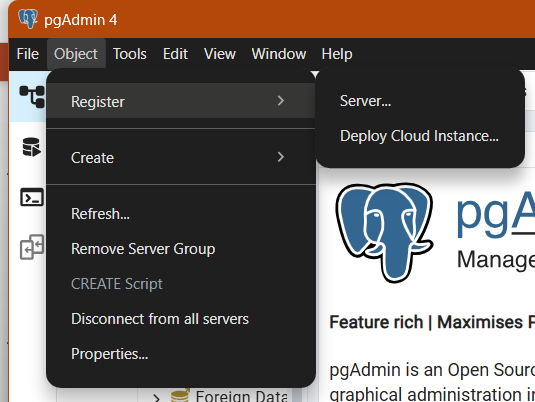 pgAdmin 4
File Object Tools Edit View Window Help
Register
Server...
Deploy Cloud Instance...
Create
Refresh...
Remove Server Group
CREATE Script
Disconnect from all servers
Properties...
Foreign Data
pgA
Manage
Feature rich | Maximises P
pgAdmin is an Open Sourc
graphical administration in